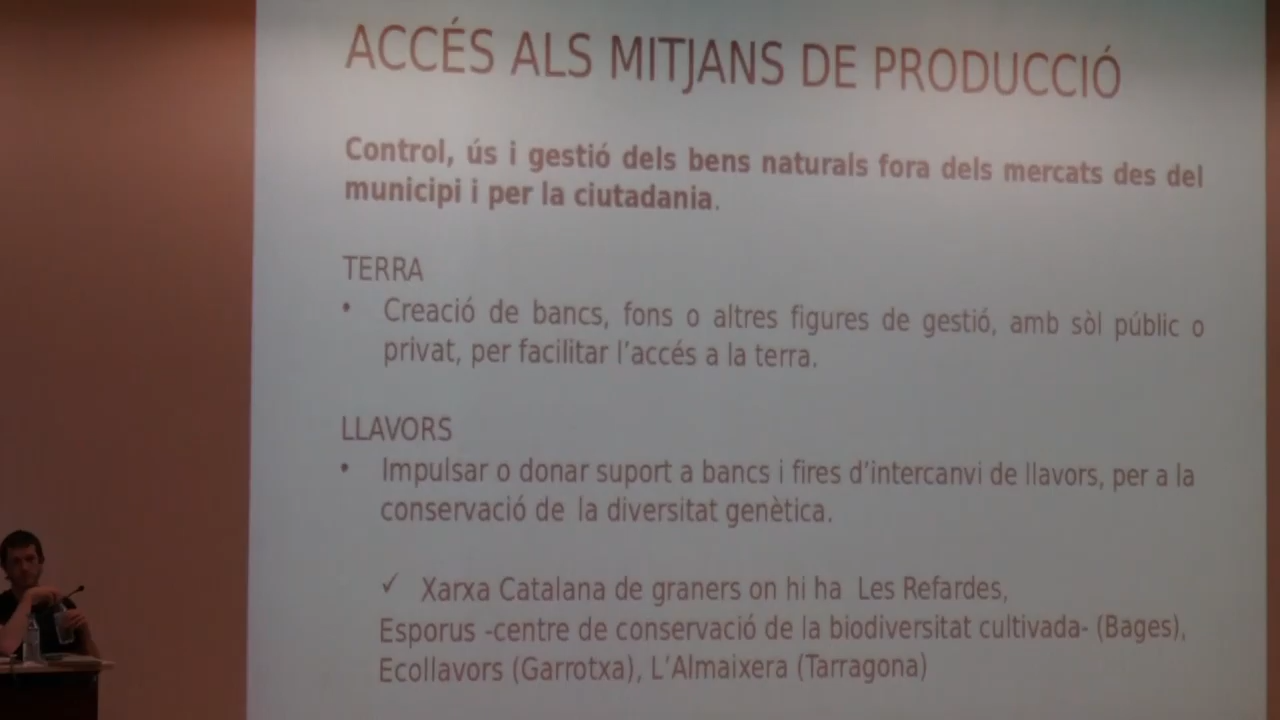 ACCÉS ALS MITJANS DE PRODUCCIÓ
Control, ús i gestió dels bens naturals fora dels mercats des del
municipi i per la ciutadania.
TERRA
• Creació de bancs, fons o altres figures de gestió, amb sòl públic o
privat, per facilitar l'accés a la terra.
LLAVORS
• Impulsar o donar suport a bancs i fires d'intercanvi de llavors, per a la
conservació de la diversitat genètica.
✓ Xarxa Catalana de graners on hi ha Les Refardes,
Esporus -centre de conservació de la biodiversitat cultivada- (Bages),
Ecollavors (Garrotxa), L'Almaixera (Tarragona)